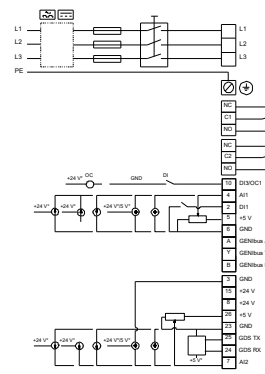 L1 L1
L2 L2
L3 L3
PE
NC
C1
NO
NC
C2
NO
+24 V* OC GND DI 10 DI3/OC1
4 AI1
+24 V* +24 V* +24 V*/5 V* 2 DI1
5 +5 V
6 GND
A GENIbus
Y GENIbus
B GENIbus
3 GND
15 +24 V
8 +24 V
26 +5 V
23 GND
+24 V* +24 V* +24 V*/5 V* 25 GDS TX
24 GDS RX
+5 V* 7 AI2